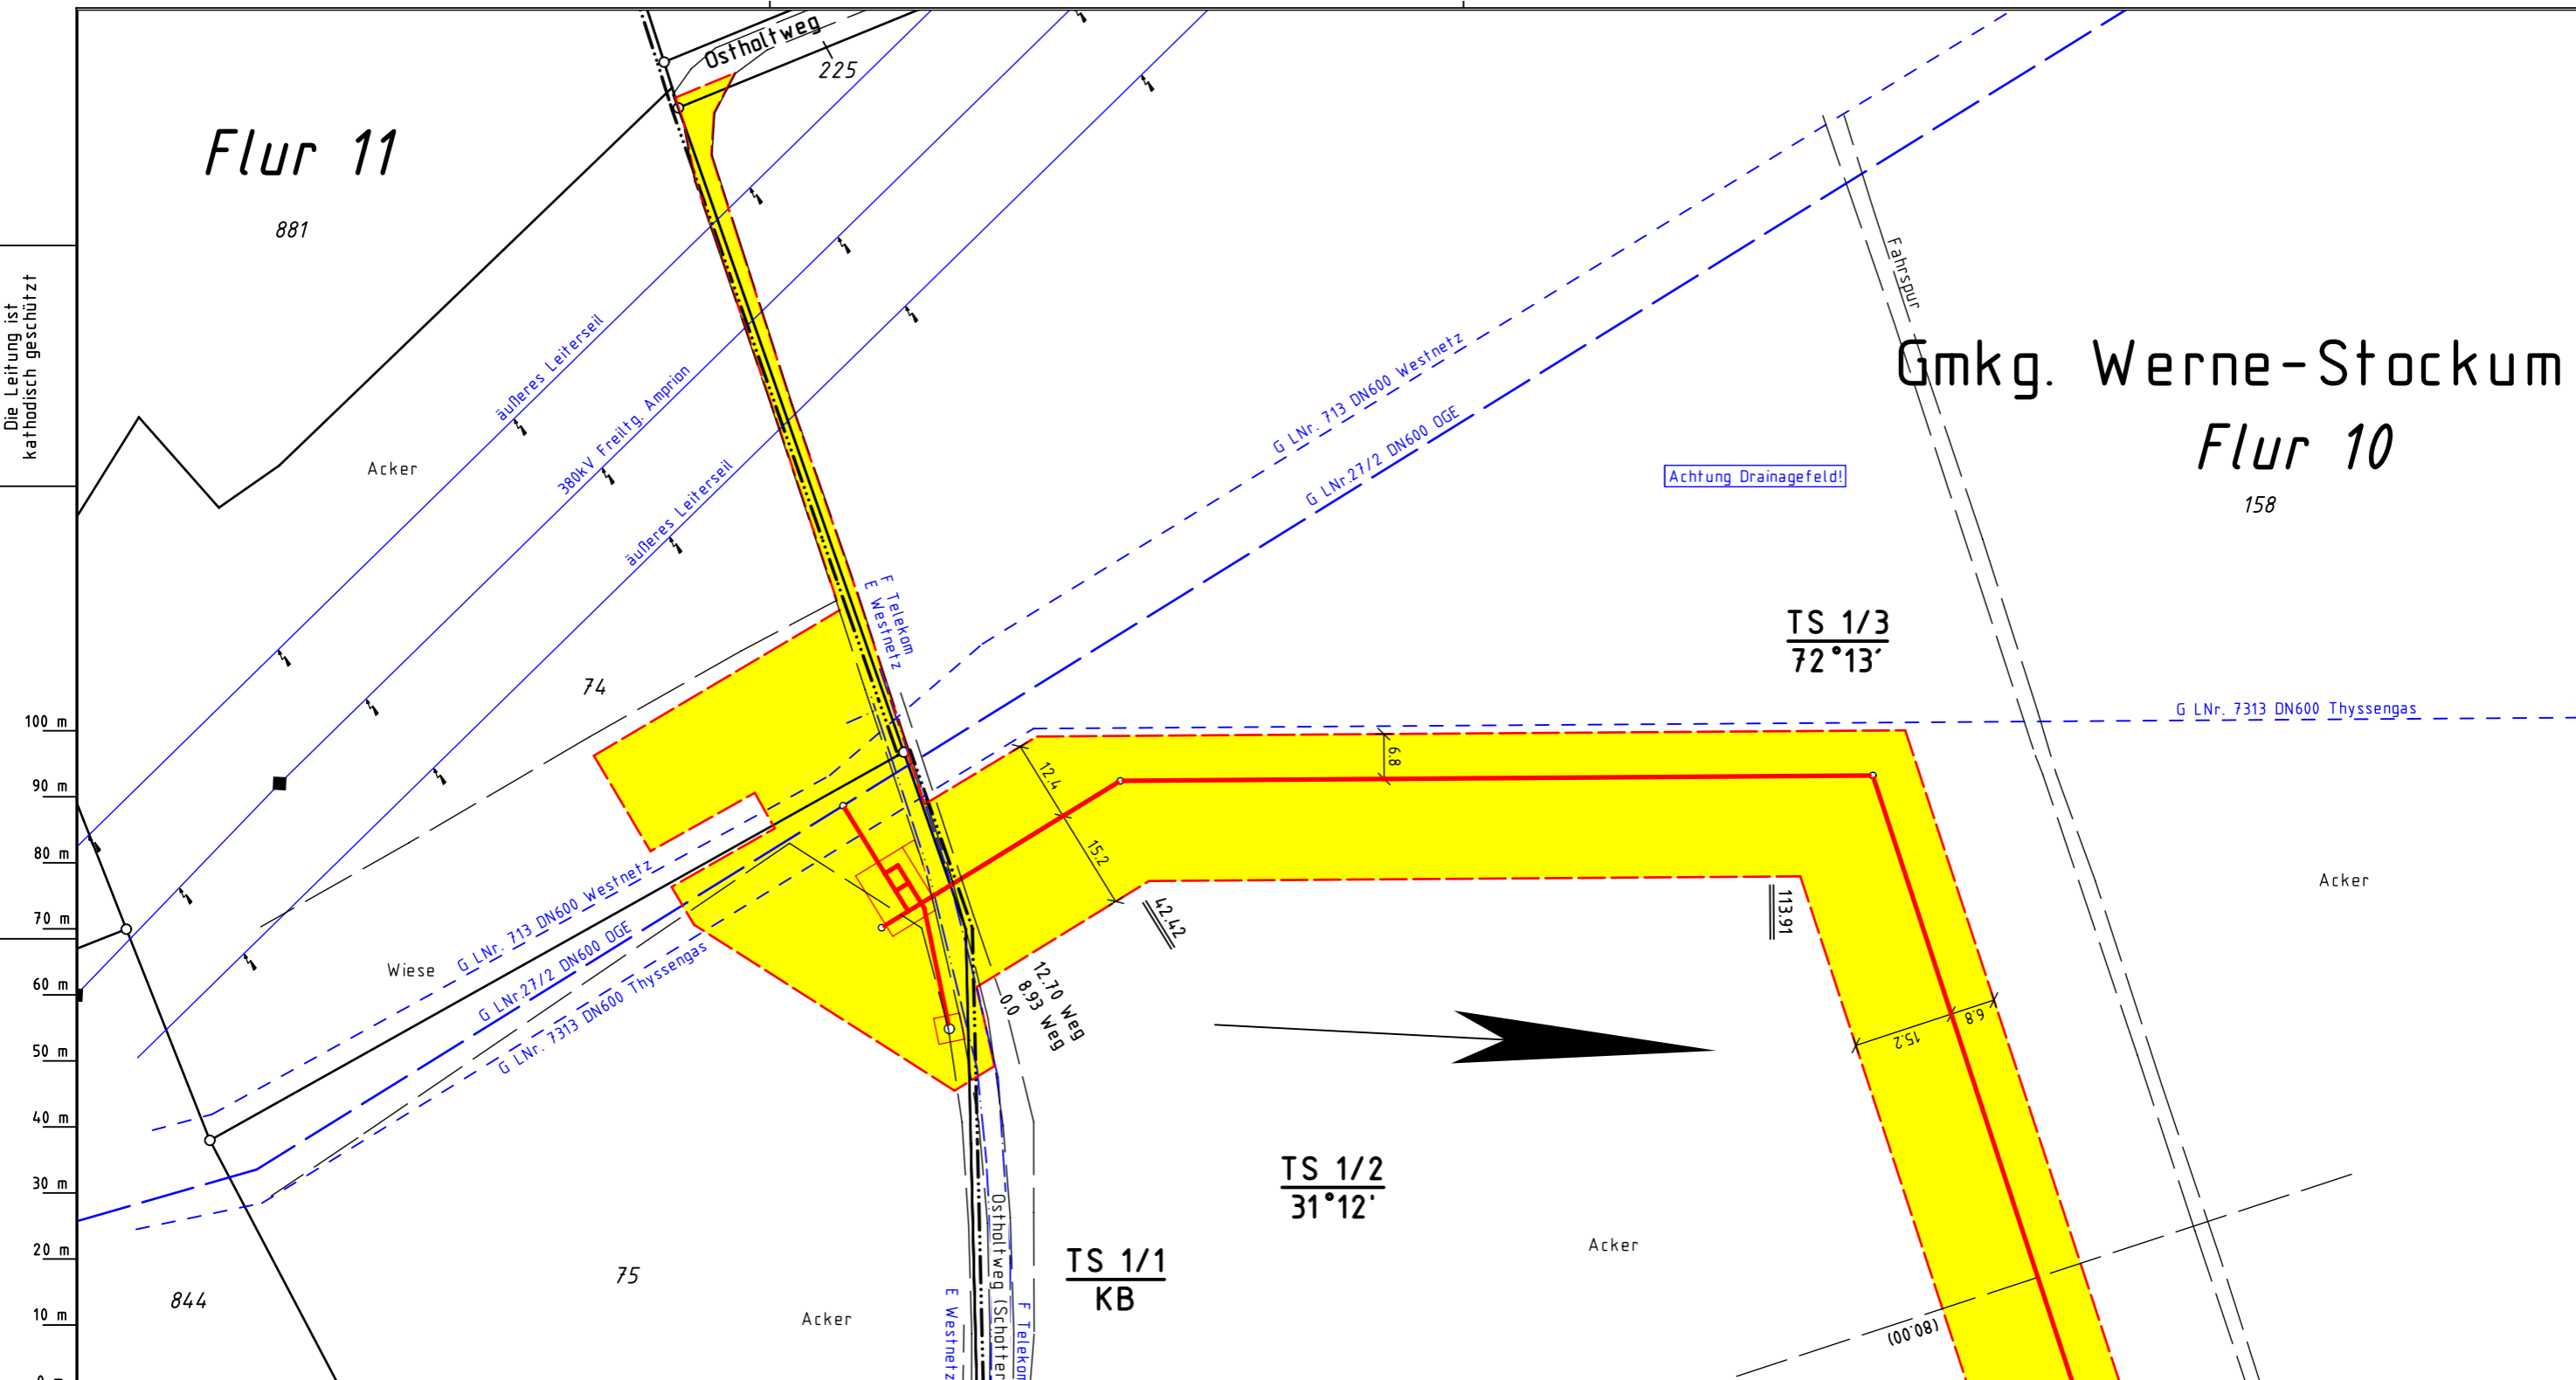 Ostholtweg
225
Flur 11
881
Die Leitung ist
kathodisch geschützt
äußeres Leiterseil
380kV Freiltg. Amprion
äußeres Leiterseil
Acker
Fahrspur
Gmkg. Werne-Stockum
Flur 10
158
G LNr. 713 DN600 Westnetz
G LNr.27/2 DN600 OGE
Achtung Drainagefeld!
F Telekom
E Westnetz
TS 1/3
72°13′
74
G LNr. 7313 DN600 Thyssengas
100 m
90 m
80 m
70 m
60 m
50 m
40 m
30 m
20 m
10 m
6.8
12.4
15.2
42.42
113.91
Acker
Wiese
G LNr. 713 DN600 Westnetz
G LNr.27/2 DN600 OGE
G LNr. 7313 DN600 Thyssengas
12.70 Weg
8.93 Weg
0.0
15.2
6.8
TS 1/2
31°12′
TS 1/1
KB
Acker
75
844
Acker
E Westnetz
Ostholtweg (Schotter
F Telekom
(80.00)